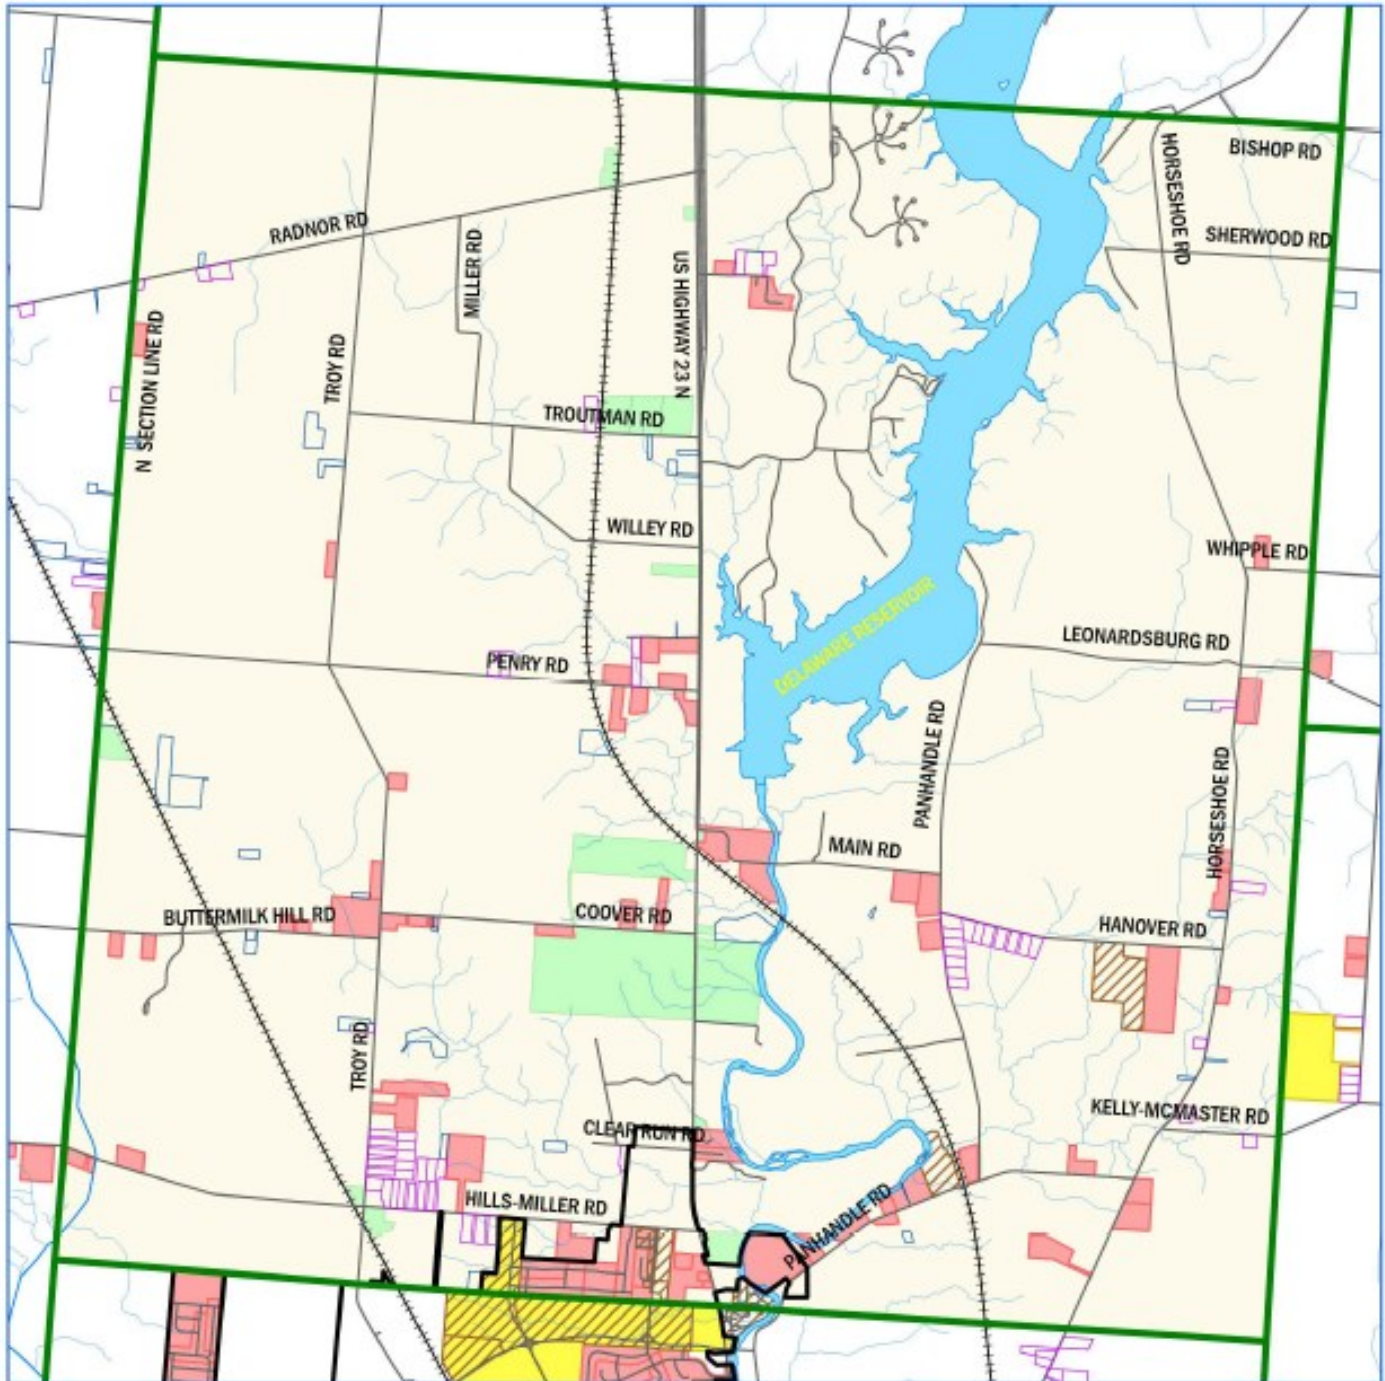 BISHOP RD
HORSESHOE RD
RADNOR RD
SHERWOOD RD
MILLER RD
US HIGHWAY 23 N
N SECTION LINE RD
TROY RD
TROUTMAN RD
WILLEY RD
WHIPPLE RD
DELAWARE RESERVOIR
LEONARDSBURG RD
PENRY RD
PANHANDLE RD
HORSESHOE RD
MAIN RD
BUTTERMILK HILL RD
COOVER RD
HANOVER RD
TROY RD
KELLY-MCMASTER RD
CLEAR RUN RD
HILLS-MILLER RD
PANHANDLE RD